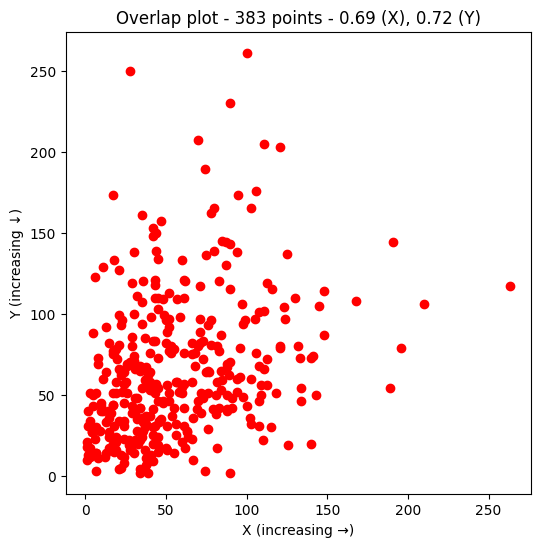 Overlap plot - 383 points - 0.69 (X), 0.72 (Y)
250
200
150
100
50
0
Y (increasing ↓)
0 50 100 150 200 250
X (increasing →)